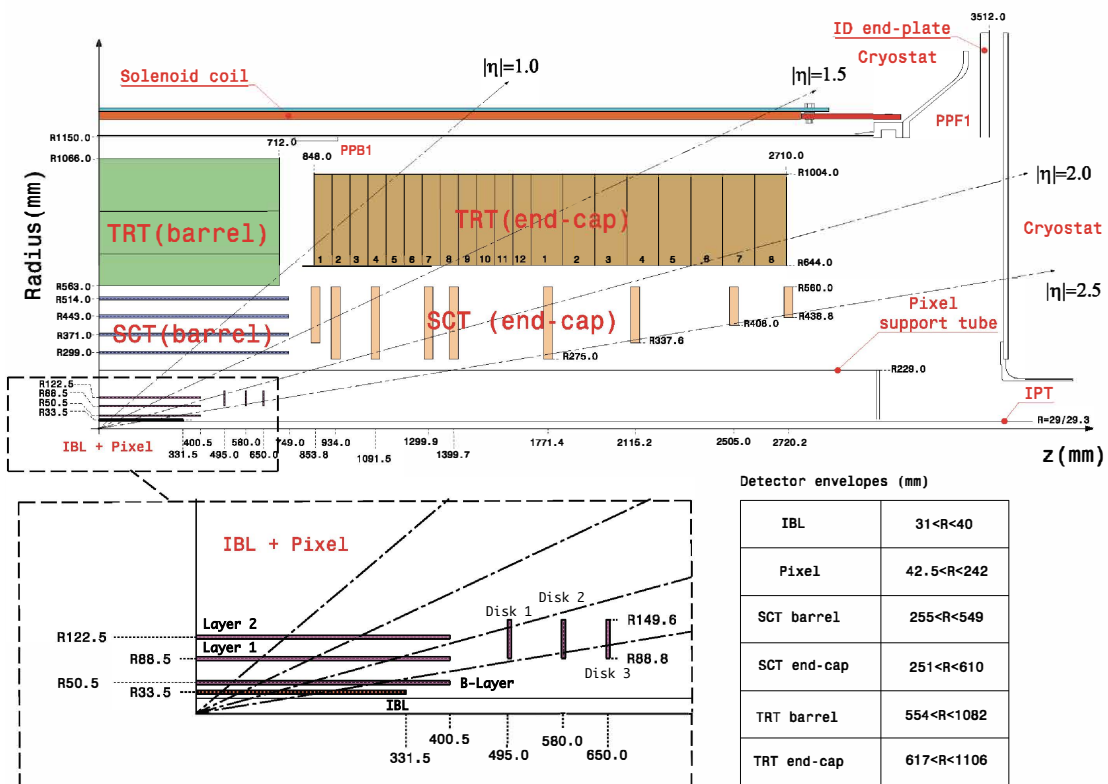 3512.0
ID end-plate
Cryostat
|η|=1.0
|η|=1.5
Solenoid coil
PPF1
R1150.0
712.0
PPB1
R1066.0
848.0
2710.0
R1004.0
|η|=2.0
Radius(mm)
TRT(barrel)
TRT(end-cap)
Cryostat
1 2 3 4 5 6 7 8 9 10 11 12 1 2 3 4 5 6 7 8
R644.0
R563.0
R560.0
|η|=2.5
R514.0
R443.0
SCT(barrel)
SCT (end-cap)
R438.8
R408.0
Pixel
support tube
R371.0
R337.6
R299.0
R275.0
R229.0
R122.5
R88.5
R50.5
R33.5
IPT
R=29/29.3
IBL + Pixel
400.5 580.0 749.0 934.0 1299.9 1771.4 2115.2 2505.0 2720.2
331.5 495.0 650.0 853.8 1091.5 1399.7
z(mm)
Detector envelopes (mm)
IBL 31<R<40
Pixel 42.5<R<242
SCT barrel 255<R<549
SCT end-cap 251<R<610
TRT barrel 554<R<1082
TRT end-cap 617<R<1106
IBL + Pixel
Disk 1
Disk 2
Layer 2
R149.6
R122.5
Layer 1
R88.5
R88.8
Disk 3
R50.5
B-Layer
R33.5
IBL
400.5
331.5
495.0
580.0
650.0